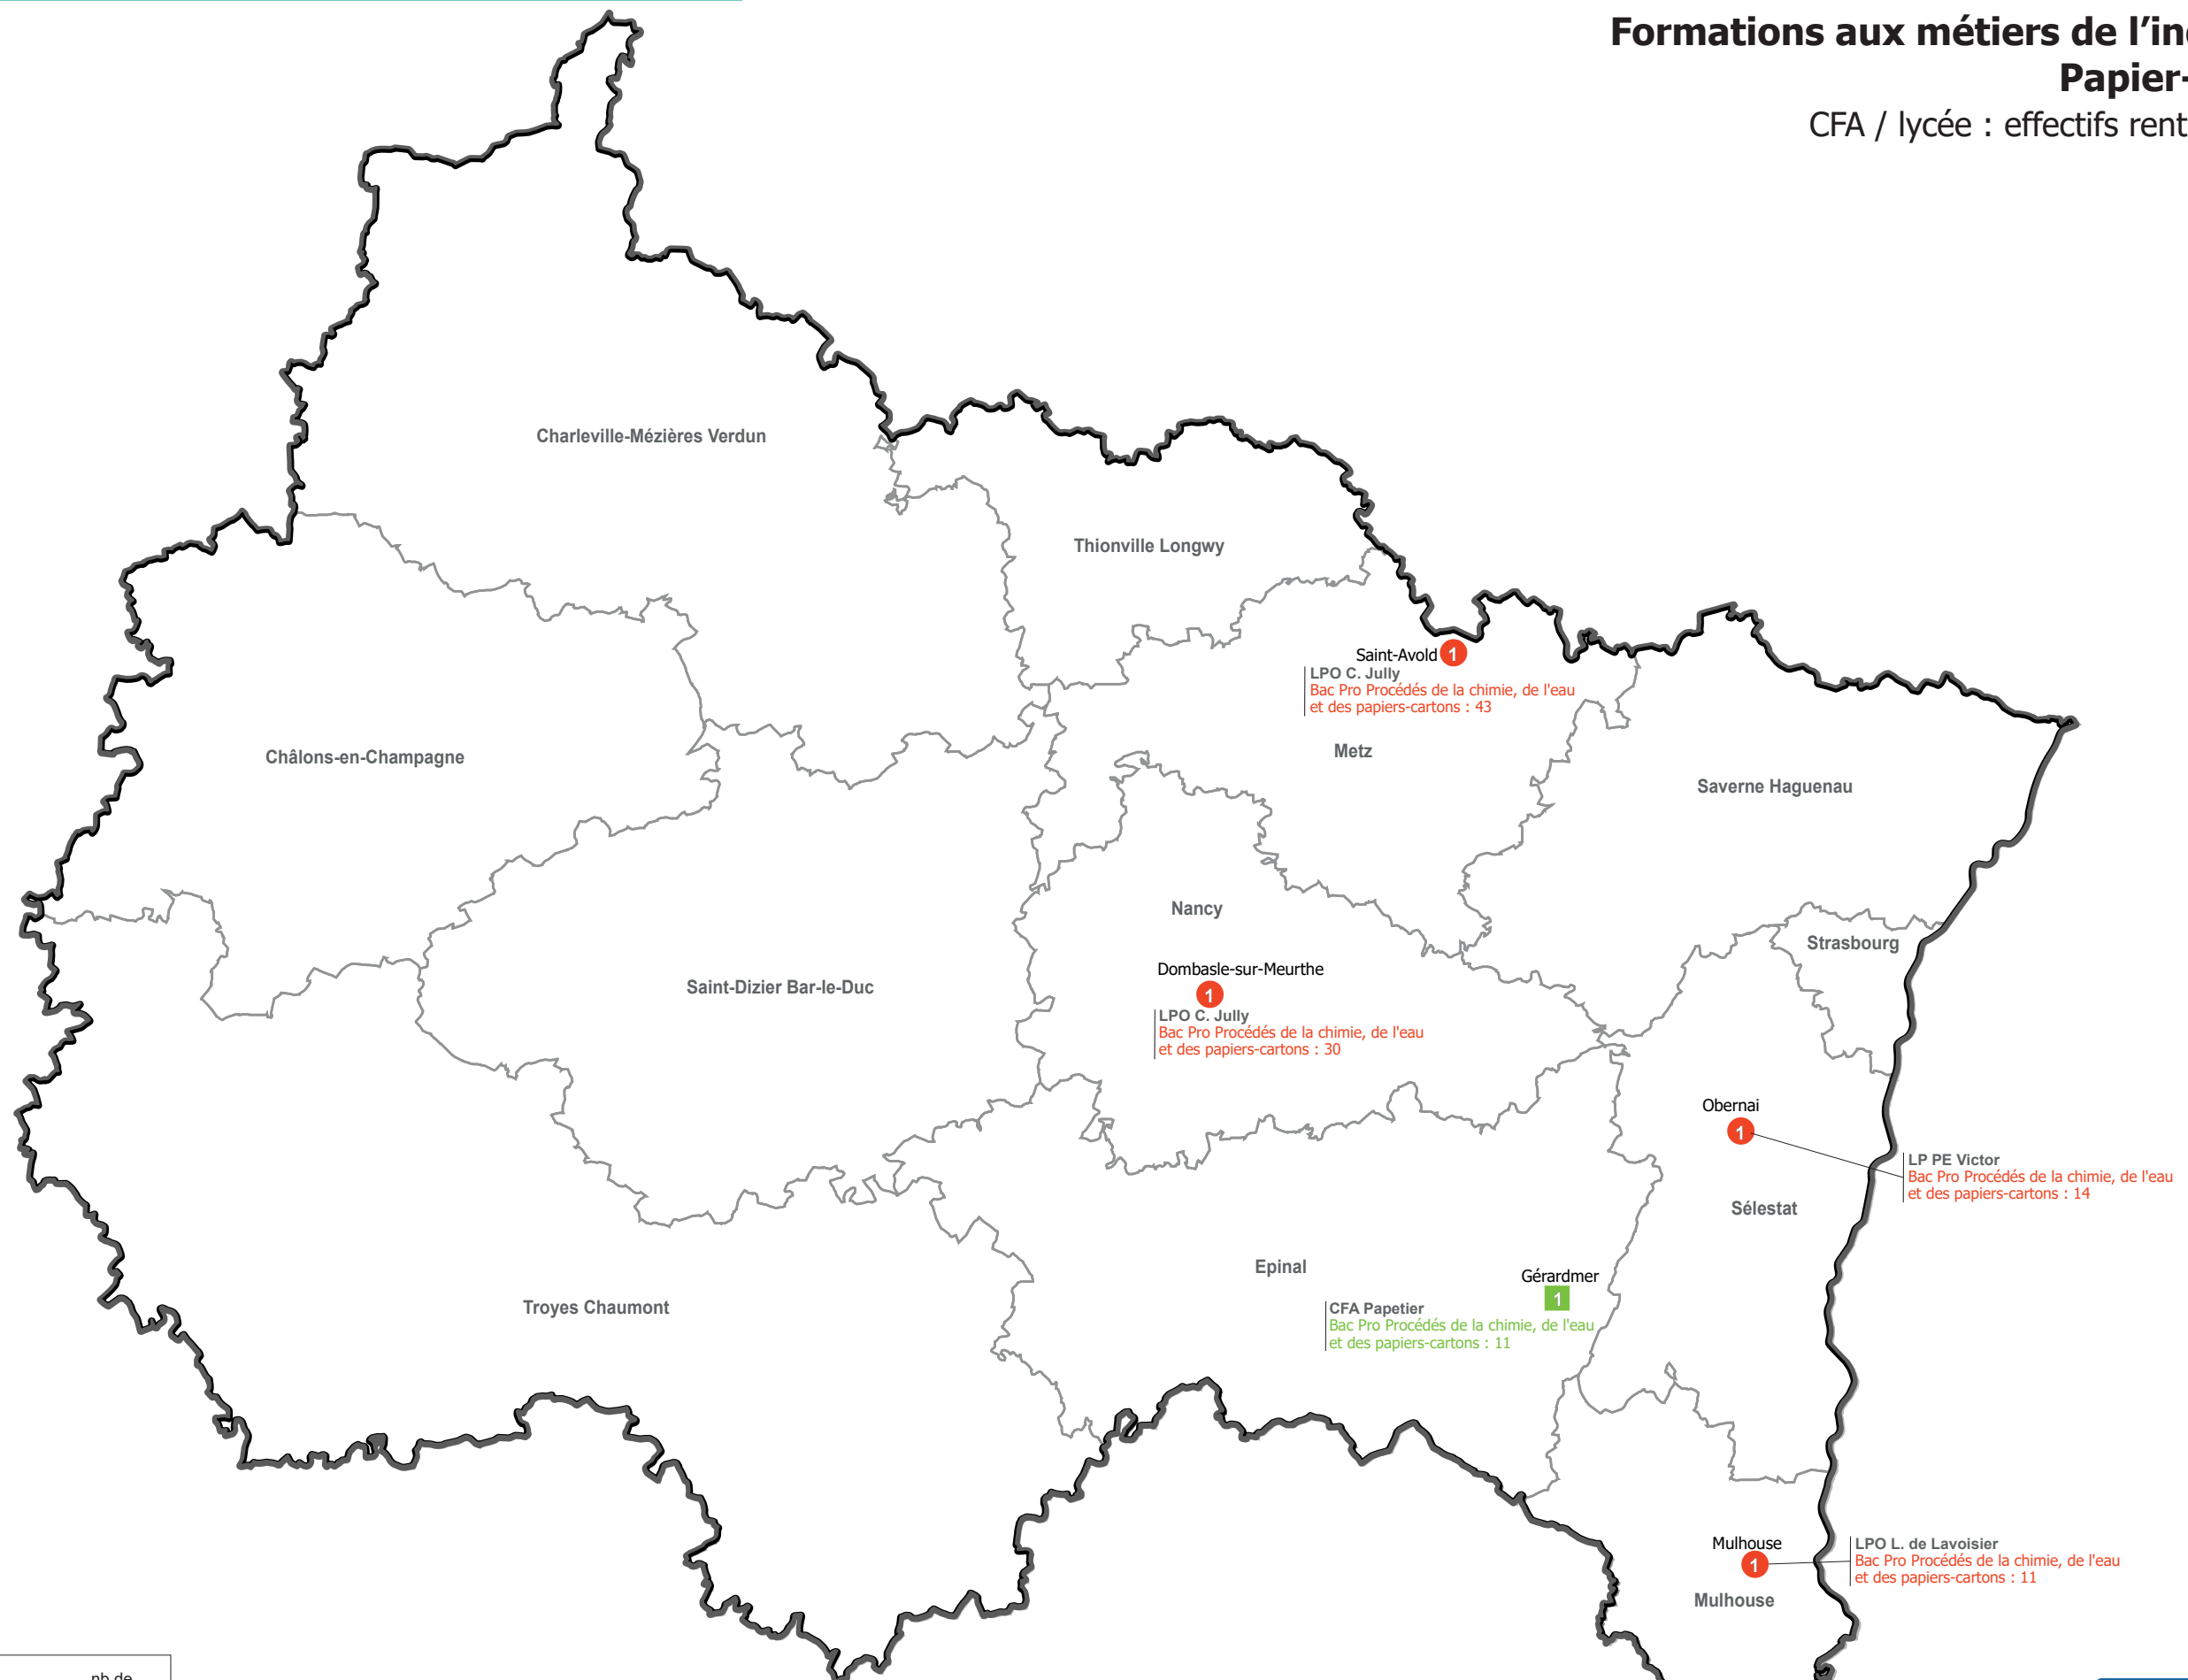 Formations aux métiers de l'in
Papier-
CFA / lycée : effectifs rent
Charleville-Mézières Verdun
Thionville Longwy
Saint-Avold 1
LPO C. Jully
Bac Pro Procédés de la chimie, de l'eau
et des papiers-cartons : 43
Metz
Châlons-en-Champagne
Saverne Haguenau
Nancy
Strasbourg
Dombasle-sur-Meurthe
1
LPO C. Jully
Bac Pro Procédés de la chimie, de l'eau
et des papiers-cartons : 30
Saint-Dizier Bar-le-Duc
Obernai
1
LP PE Victor
Bac Pro Procédés de la chimie, de l'eau
et des papiers-cartons : 14
Sélestat
Epinal
Gérardmer
1
CFA Papetier
Bac Pro Procédés de la chimie, de l'eau
et des papiers-cartons : 11
Troyes Chaumont
Mulhouse
1
LPO L. de Lavoisier
Bac Pro Procédés de la chimie, de l'eau
et des papiers-cartons : 11
Mulhouse
nb de